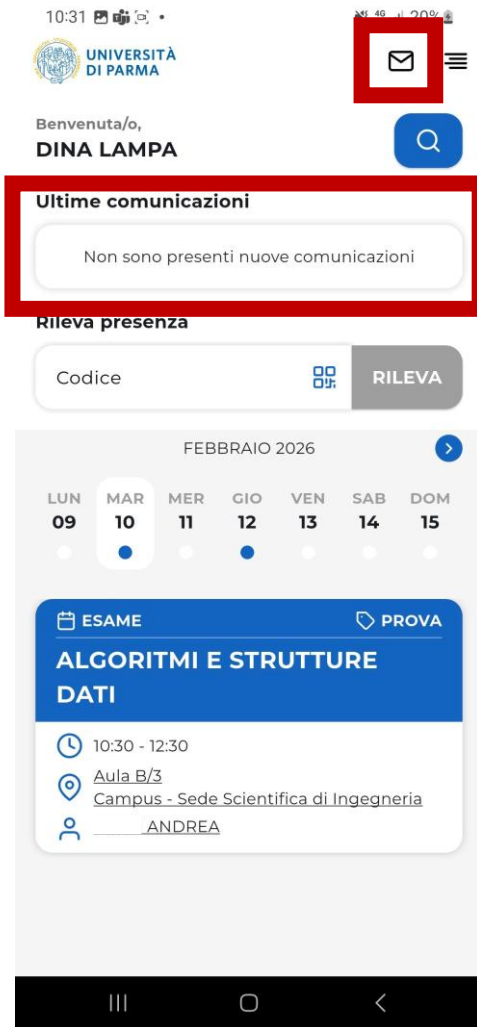 10:31
4G 20%
UNIVERSITÀ
DI PARMA
Benvenuta/o,
DINA LAMPA
Ultime comunicazioni
Non sono presenti nuove comunicazioni
Rileva presenza
Codice
RILEVA
FEBBRAIO 2026
LUN MAR MER GIO VEN SAB DOM
09 10 11 12 13 14 15
ESAME PROVA
ALGORITMI E STRUTTURE
DATI
10:30 - 12:30
Aula B/3
Campus - Sede Scientifica di Ingegneria
ANDREA